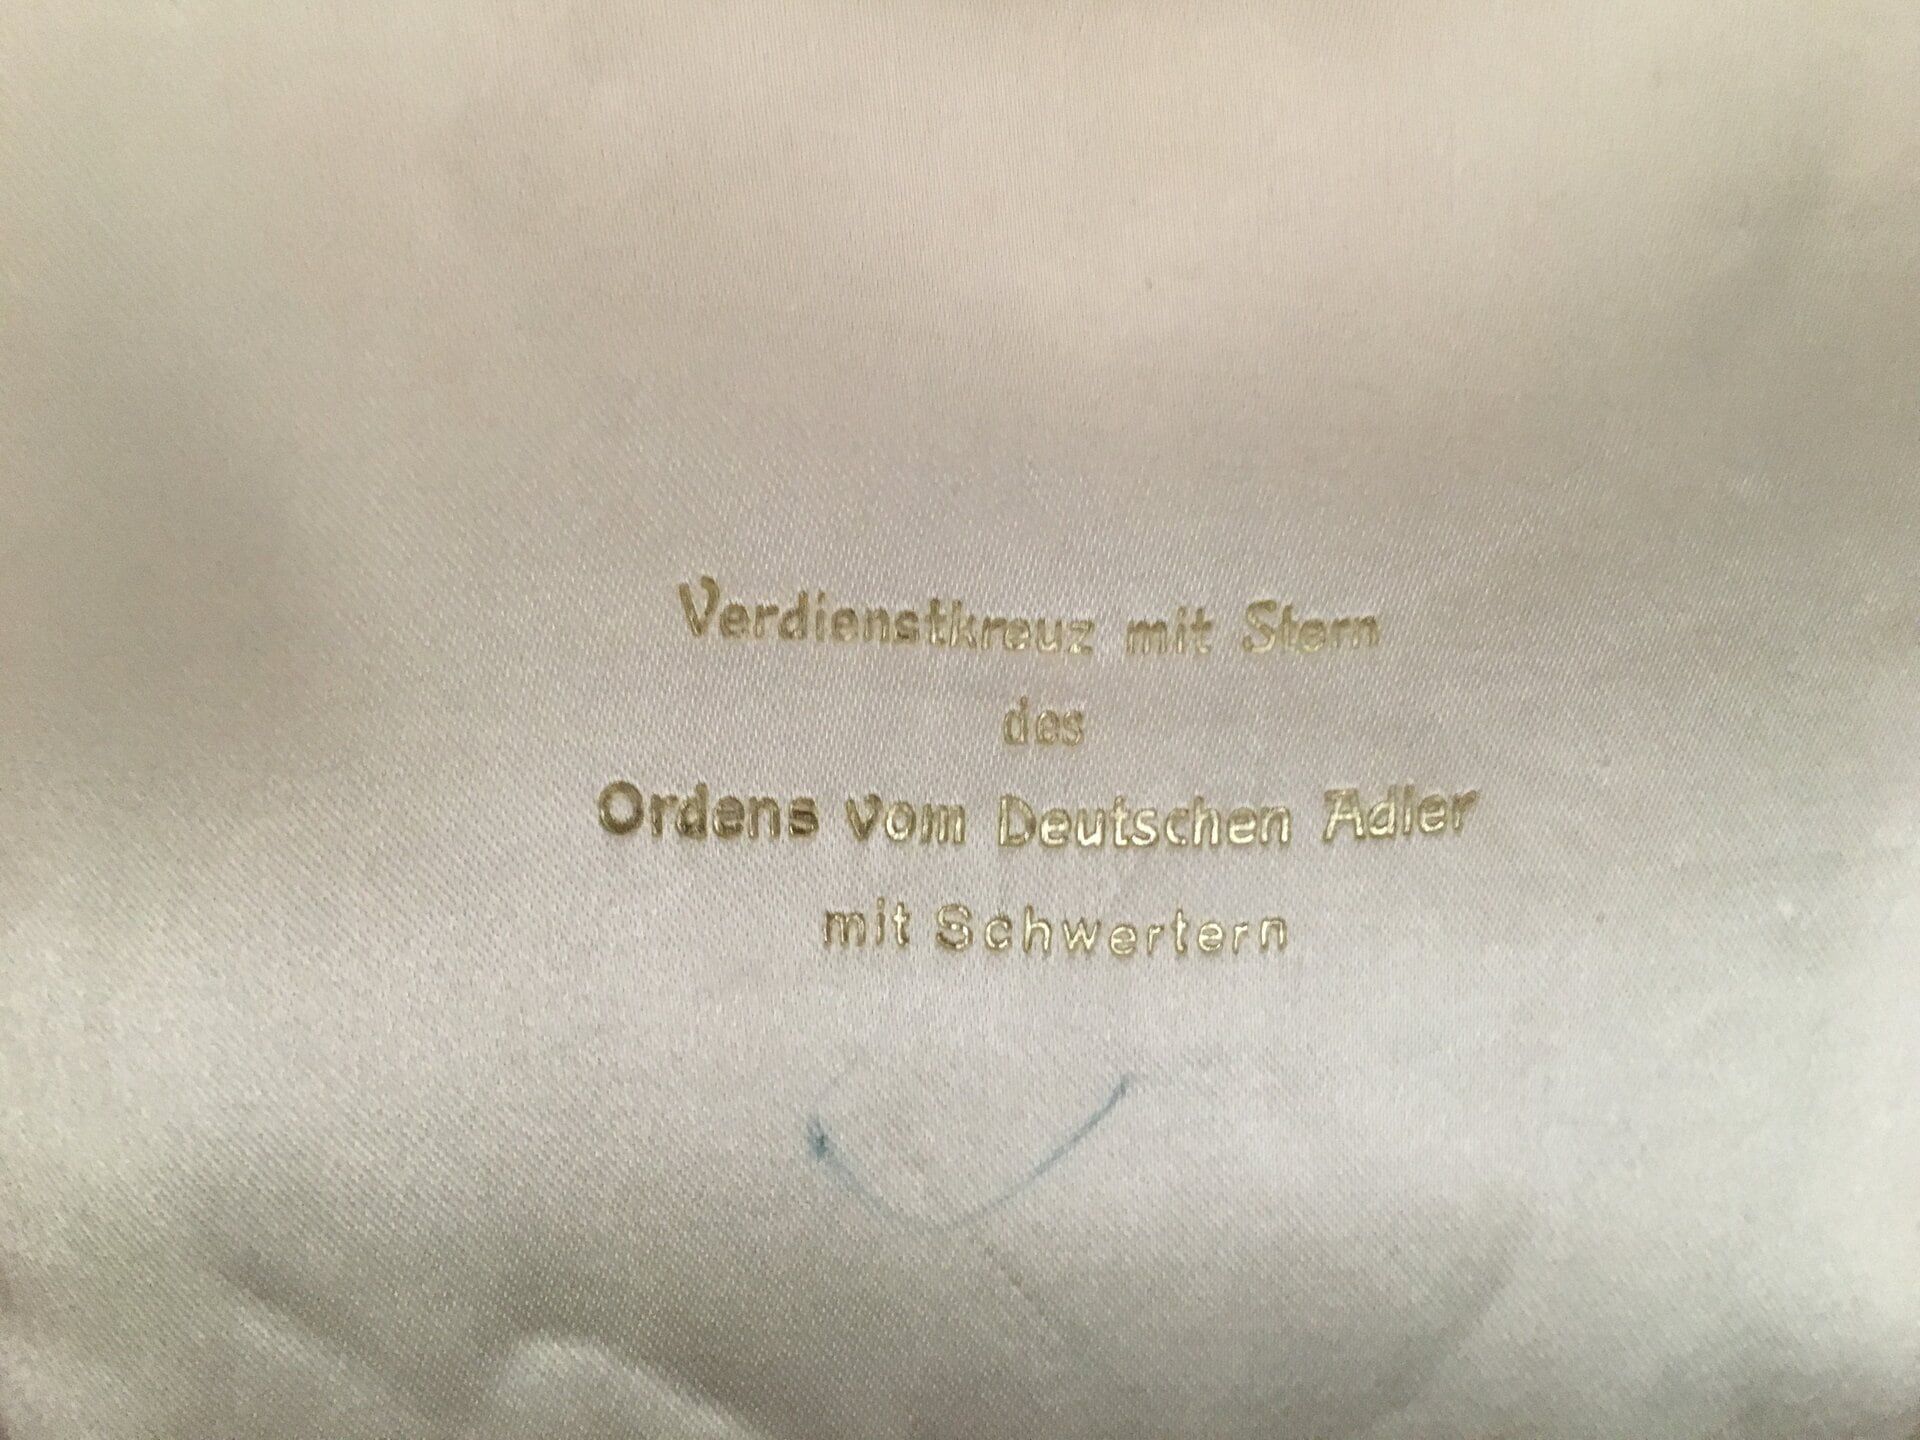 Verdienstkreuz mit Stern
des
Ordens vom Deutschen Adler
mit Schwertern